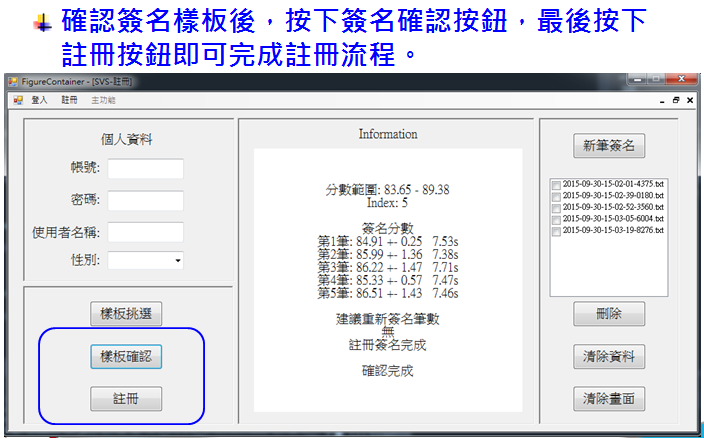 確認簽名樣板後，按下簽名確認按鈕，最後按下
註冊按鈕即可完成註冊流程。
FigureContainer - [SVS-註冊]
登入 註冊 主功能
個人資料
帳號:
密碼:
使用者名稱:
性別:
樣板挑選
樣板確認
註冊
Information
分數範圍: 83.65 - 89.38
Index: 5
簽名分數
第1筆: 84.91 +- 0.25 7.53s
第2筆: 85.99 +- 1.36 7.38s
第3筆: 86.22 +- 1.47 7.71s
第4筆: 85.33 +- 0.57 7.47s
第5筆: 86.51 +- 1.43 7.46s
建議重新簽名筆數
無
註冊簽名完成
確認完成
新筆簽名
2015-09-30-15-02-01-4375.txt
2015-09-30-15-02-39-0180.txt
2015-09-30-15-02-52-3560.txt
2015-09-30-15-03-05-6004.txt
2015-09-30-15-03-19-8276.txt
刪除
清除資料
清除畫面